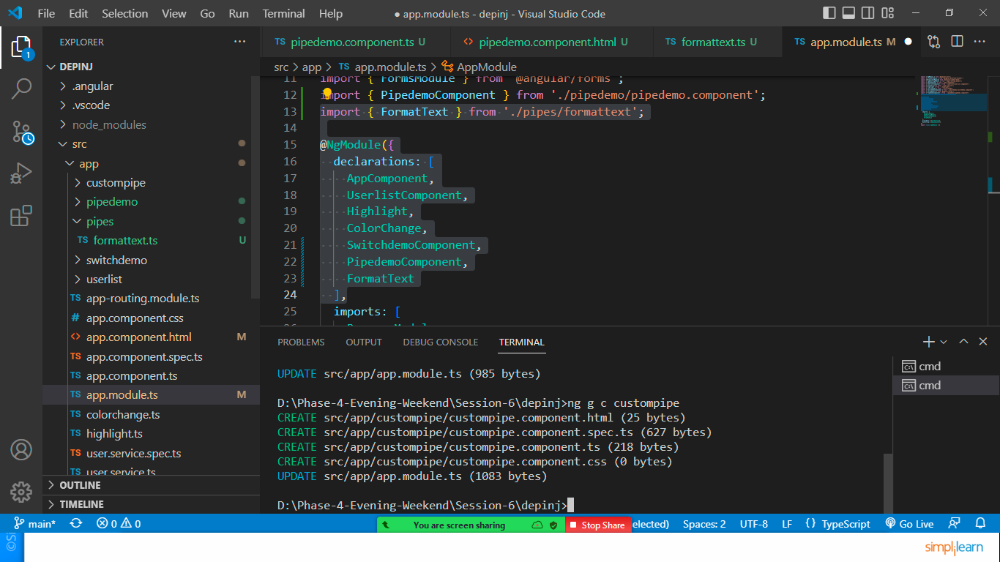 File Edit Selection View Go Run Terminal Help
● app.module.ts - depinj - Visual Studio Code
EXPLORER
pipedemo.component.ts U
pipedemo.component.html U
formattext.ts U
app.module.ts M
src > app > TS app.module.ts > AppModule
DEPINJ
.angular
.vscode
node_modules
src
app
custompipe
pipedemo
pipes
TS formattext.ts U
switchdemo
userlist
TS app-routing.module.ts
# app.component.css
<> app.component.html M
TS app.component.spec.ts
TS app.component.ts
TS app.module.ts M
TS colorchange.ts
TS highlight.ts
TS user.service.spec.ts
TS user.service.ts
OUTLINE
TIMELINE
11 import { FormsModule } from '@angular/forms';
12 import { PipedemoComponent } from './pipedemo/pipedemo.component';
13 import { FormatText } from './pipes/formattext';
14
15 @NgModule({
16 declarations: [
17 AppComponent,
18 UserlistComponent,
19 Highlight,
20 ColorChange,
21 SwitchdemoComponent,
22 PipedemoComponent,
23 FormatText
24 ],
25 imports: [
PROBLEMS OUTPUT DEBUG CONSOLE TERMINAL
UPDATE src/app/app.module.ts (985 bytes)
D:\Phase-4-Evening-Weekend\Session-6\depinj>ng g c custompipe
CREATE src/app/custompipe/custompipe.component.html (25 bytes)
CREATE src/app/custompipe/custompipe.component.spec.ts (627 bytes)
CREATE src/app/custompipe/custompipe.component.ts (218 bytes)
CREATE src/app/custompipe/custompipe.component.css (0 bytes)
UPDATE src/app/app.module.ts (1083 bytes)
D:\Phase-4-Evening-Weekend\Session-6\depinj>
cmd
cmd
main* 0 0
You are screen sharing
Stop Share
elected) Spaces: 2 UTF-8 LF {} TypeScript Go Live
simplilearn